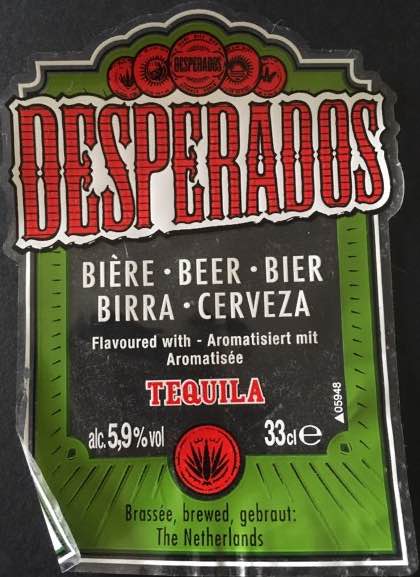 DESPERADOS
DESPERADOS
BIÈRE · BEER · BIER
BIRRA · CERVEZA
Flavoured with - Aromatisiert mit
Aromatisée
TEQUILA
alc. 5,9% vol
33cl e
▲05948
Brassée, brewed, gebraut:
The Netherlands